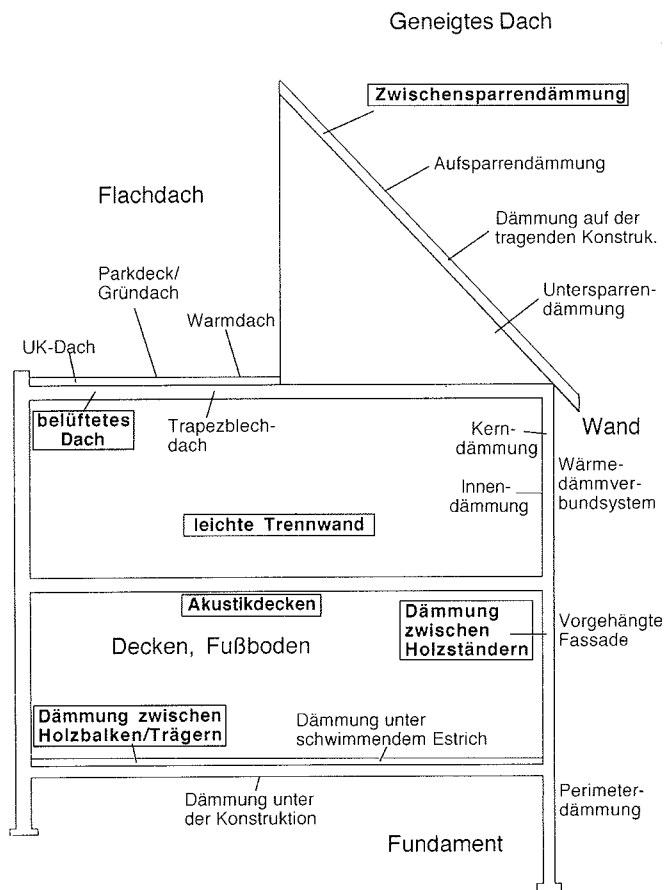 Geneigtes Dach
Zwischensparrendämmung
Aufsparrendämmung
Flachdach
Dämmung auf der
tragenden Konstruk.
Parkdeck/
Gründach
Untersparren-
dämmung
Warmdach
UK-Dach
belüftetes
Dach
Trapezblech-
dach
Kern-
dämmung
Wand
Wärme-
dämmver-
bundsystem
Innen-
dämmung
leichte Trennwand
Akustikdecken
Dämmung
zwischen
Holzständern
Vorgehängte
Fassade
Decken, Fußboden
Dämmung zwischen
Holzbalken/Trägern
Dämmung unter
schwimmendem Estrich
Dämmung unter
der Konstruktion
Perimeter-
dämmung
Fundament